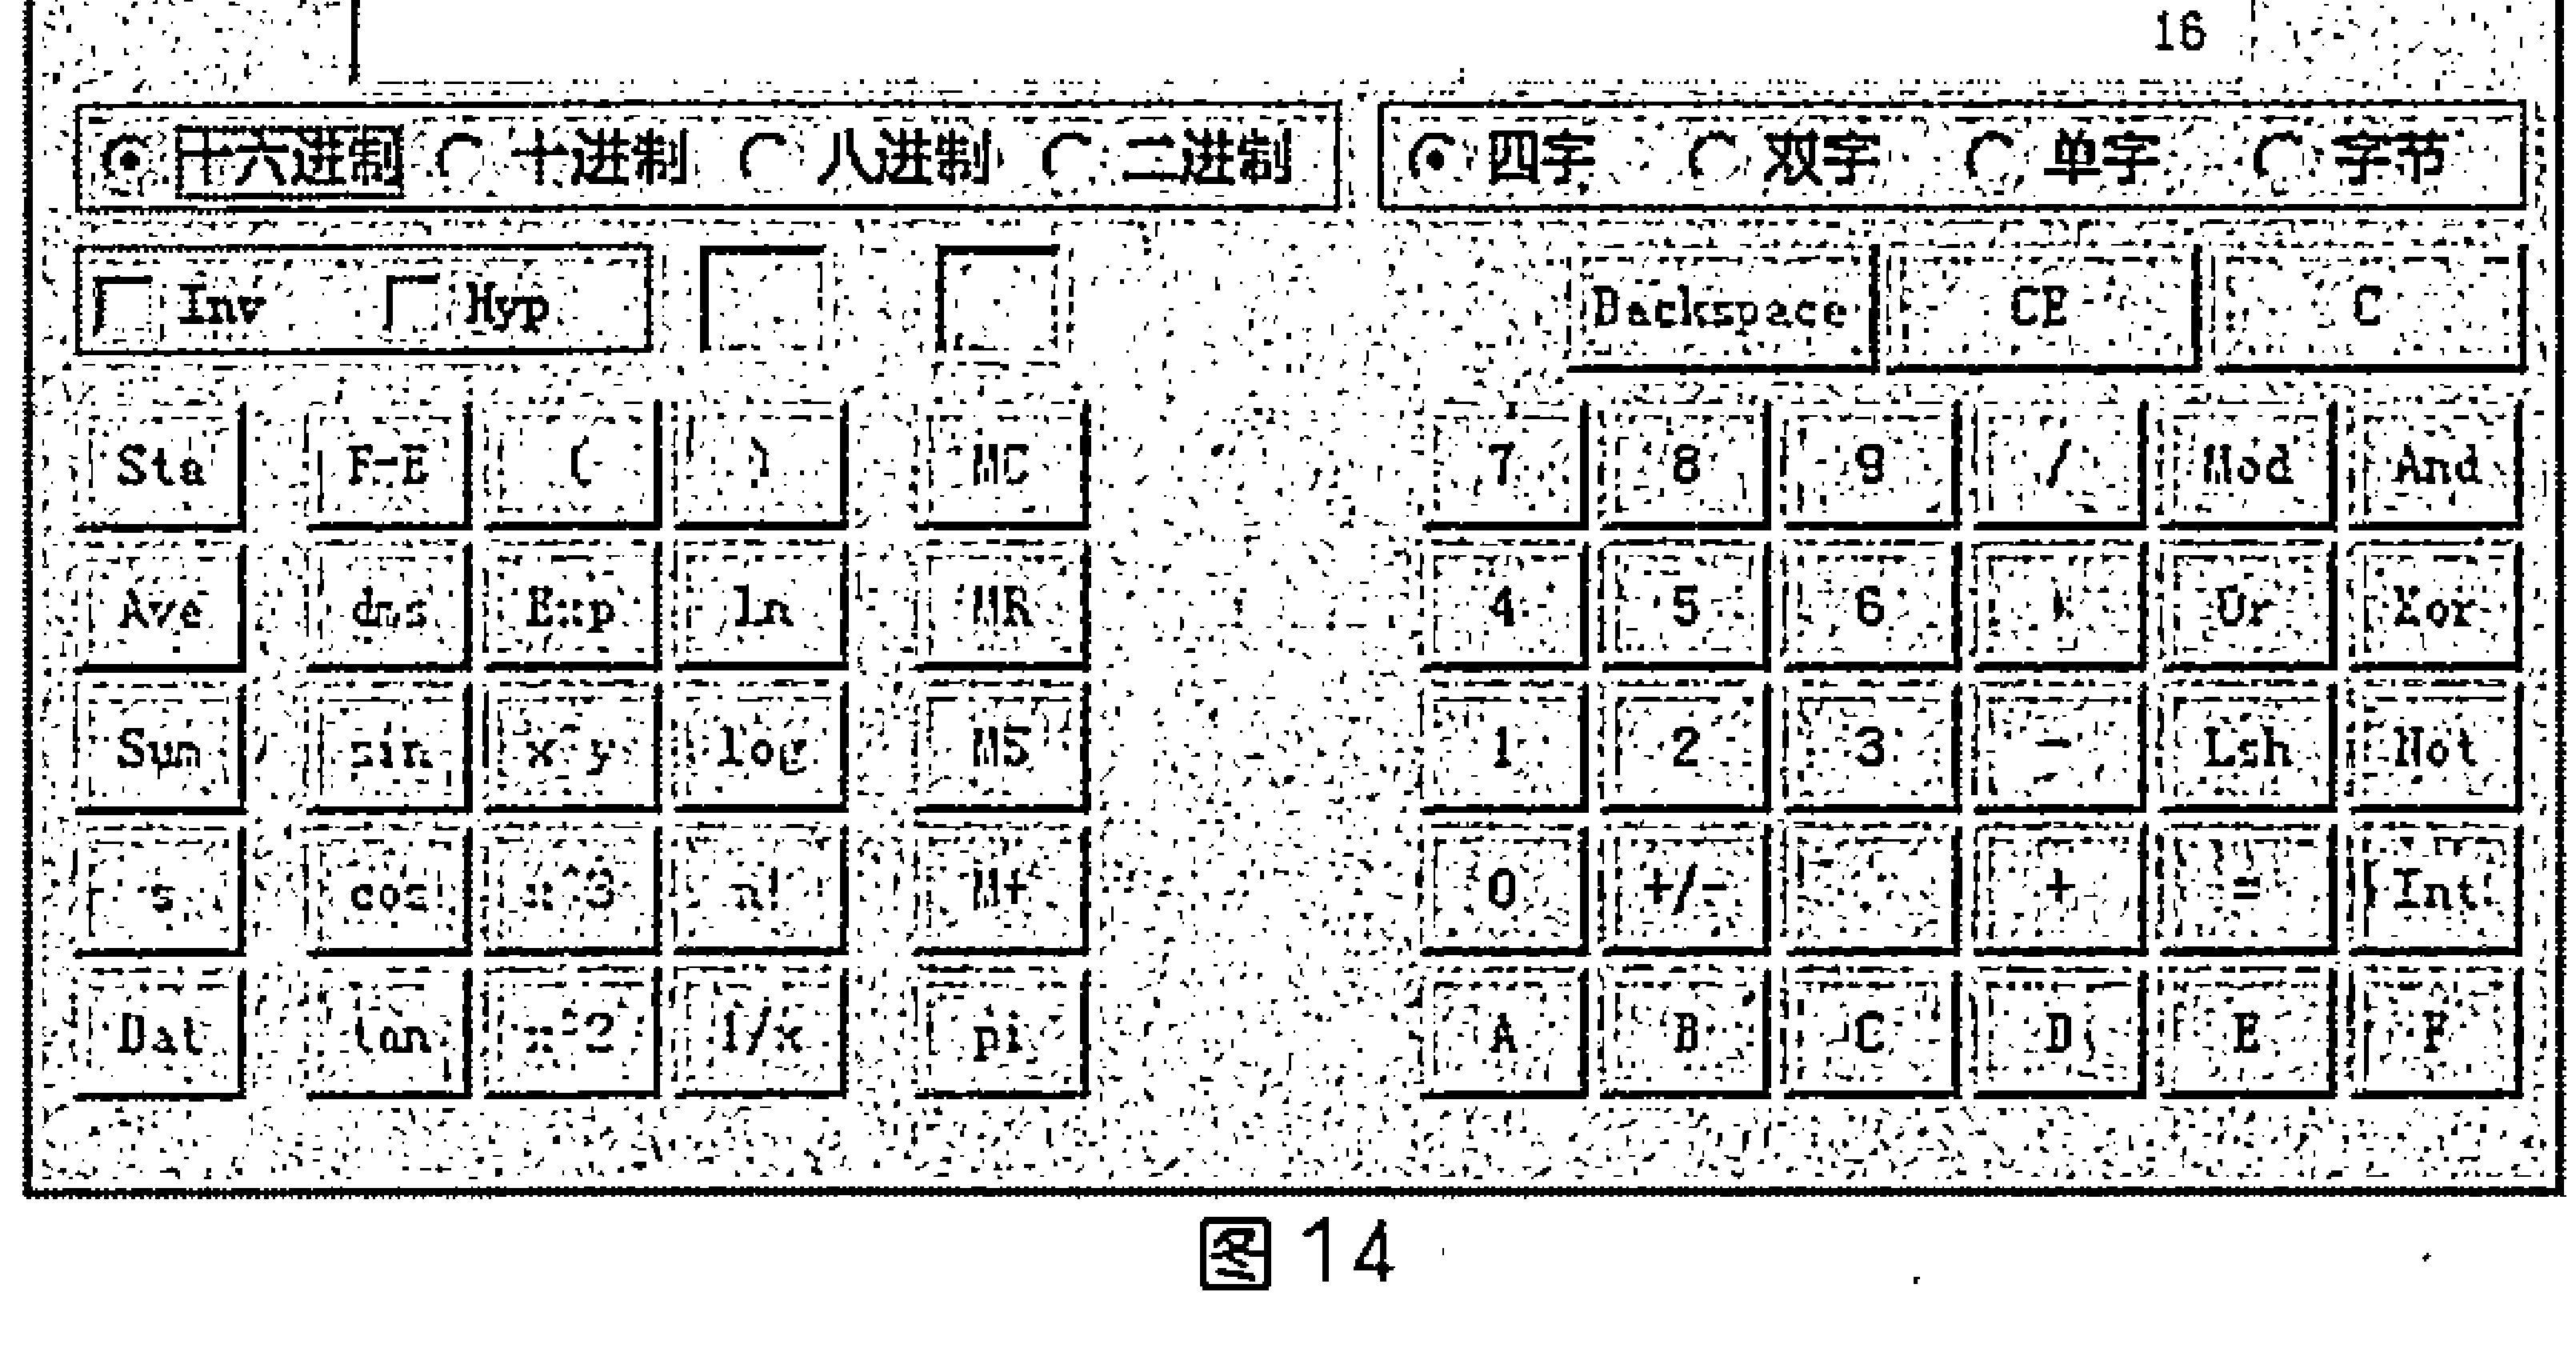 16
十六进制 十进制 八进制 二进制 四字 双字 单字 字节
Inv Hyp Backspace CE C
Sta F-E ( ) MC 7 8 9 / Mod And
Ave dms Exp ln MR 4 5 6 * Or Xor
Sum sin x^y log MS 1 2 3 - Lsh Not
s cos x^3 n! M+ 0 +/- . + = Int
Dat tan x^2 1/x pi A B C D E F
图14